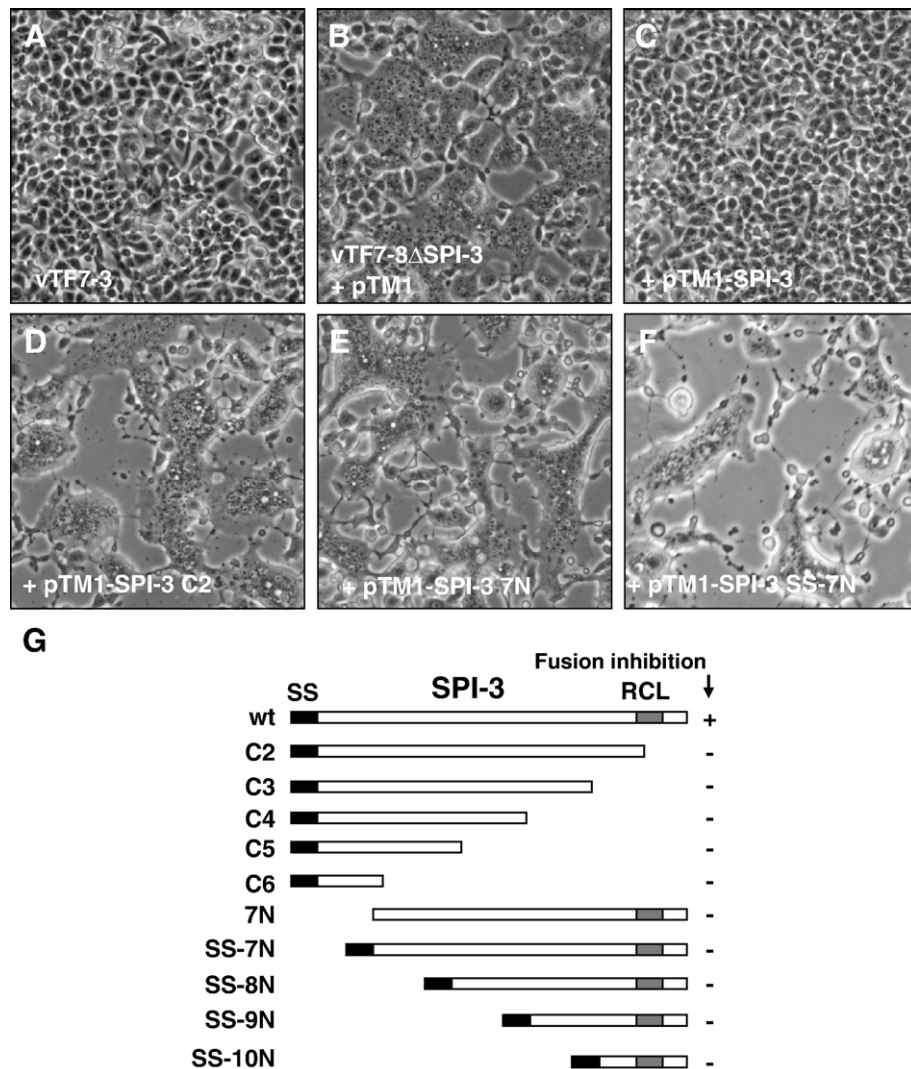 A
vTF7-3
B
vTF7-3ΔSPI-3
+ pTM1
C
+ pTM1-SPI-3
D
+ pTM1-SPI-3 C2
E
+ pTM1-SPI-3 7N
F
+ pTM1-SPI-3 SS-7N
G
Fusion inhibition
SS SPI-3 RCL
wt +
C2 -
C3 -
C4 -
C5 -
C6 -
7N -
SS-7N -
SS-8N -
SS-9N -
SS-10N -